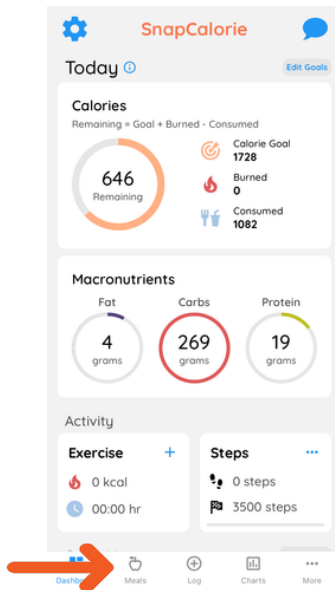 SnapCalorie
Today
Edit Goals
Calories
Remaining = Goal + Burned - Consumed
646
Remaining
Calorie Goal
1728
Burned
0
Consumed
1082
Macronutrients
Fat
Carbs
Protein
4
grams
269
grams
19
grams
Activity
Exercise +
0 kcal
00:00 hr
Steps ...
0 steps
3500 steps
Meals
Log
Charts
More